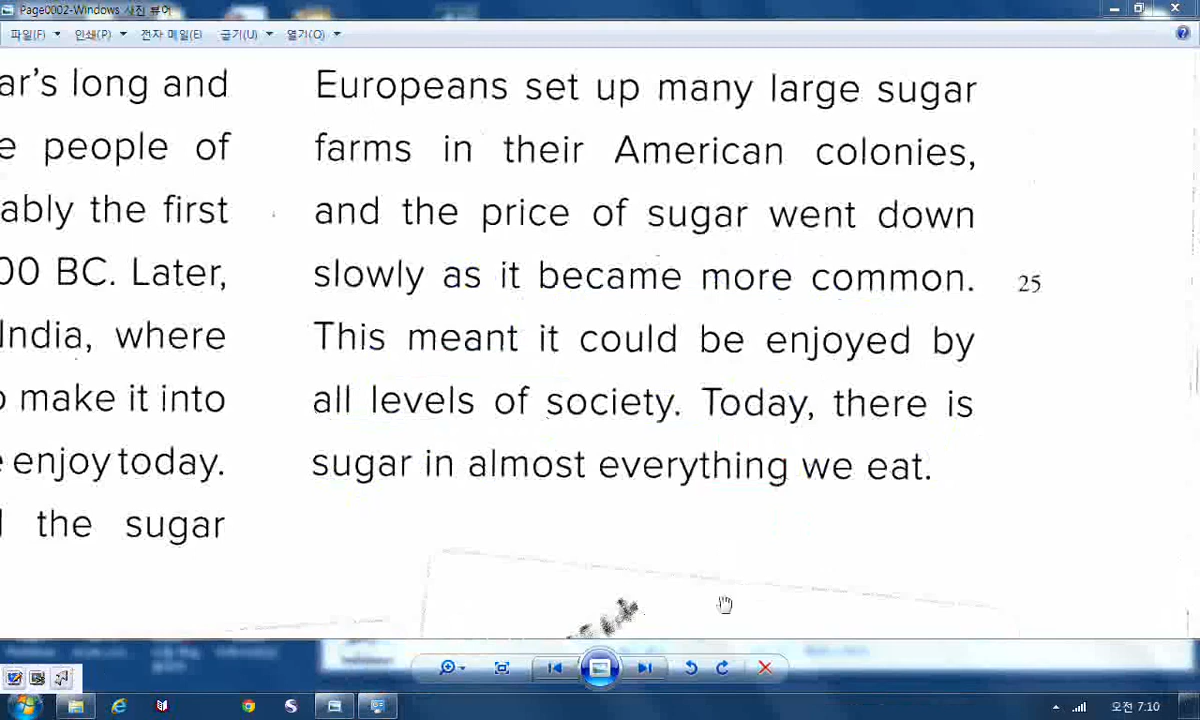 Page0002-Windows 사진 뷰어
파일(F) 인쇄(P) 전자 메일(E) 굽기(U) 열기(O)
ar's long and
e people of
ably the first
00 BC. Later,
India, where
o make it into
e enjoy today.
the sugar
Europeans set up many large sugar
farms in their American colonies,
and the price of sugar went down
slowly as it became more common.
25
This meant it could be enjoyed by
all levels of society. Today, there is
sugar in almost everything we eat.
오전 7:10